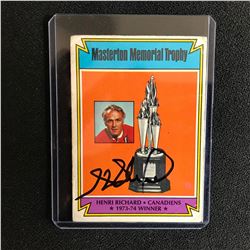 Masterton Memorial Trophy
HENRI RICHARD • CANADIENS
★ 1973-74 WINNER ★